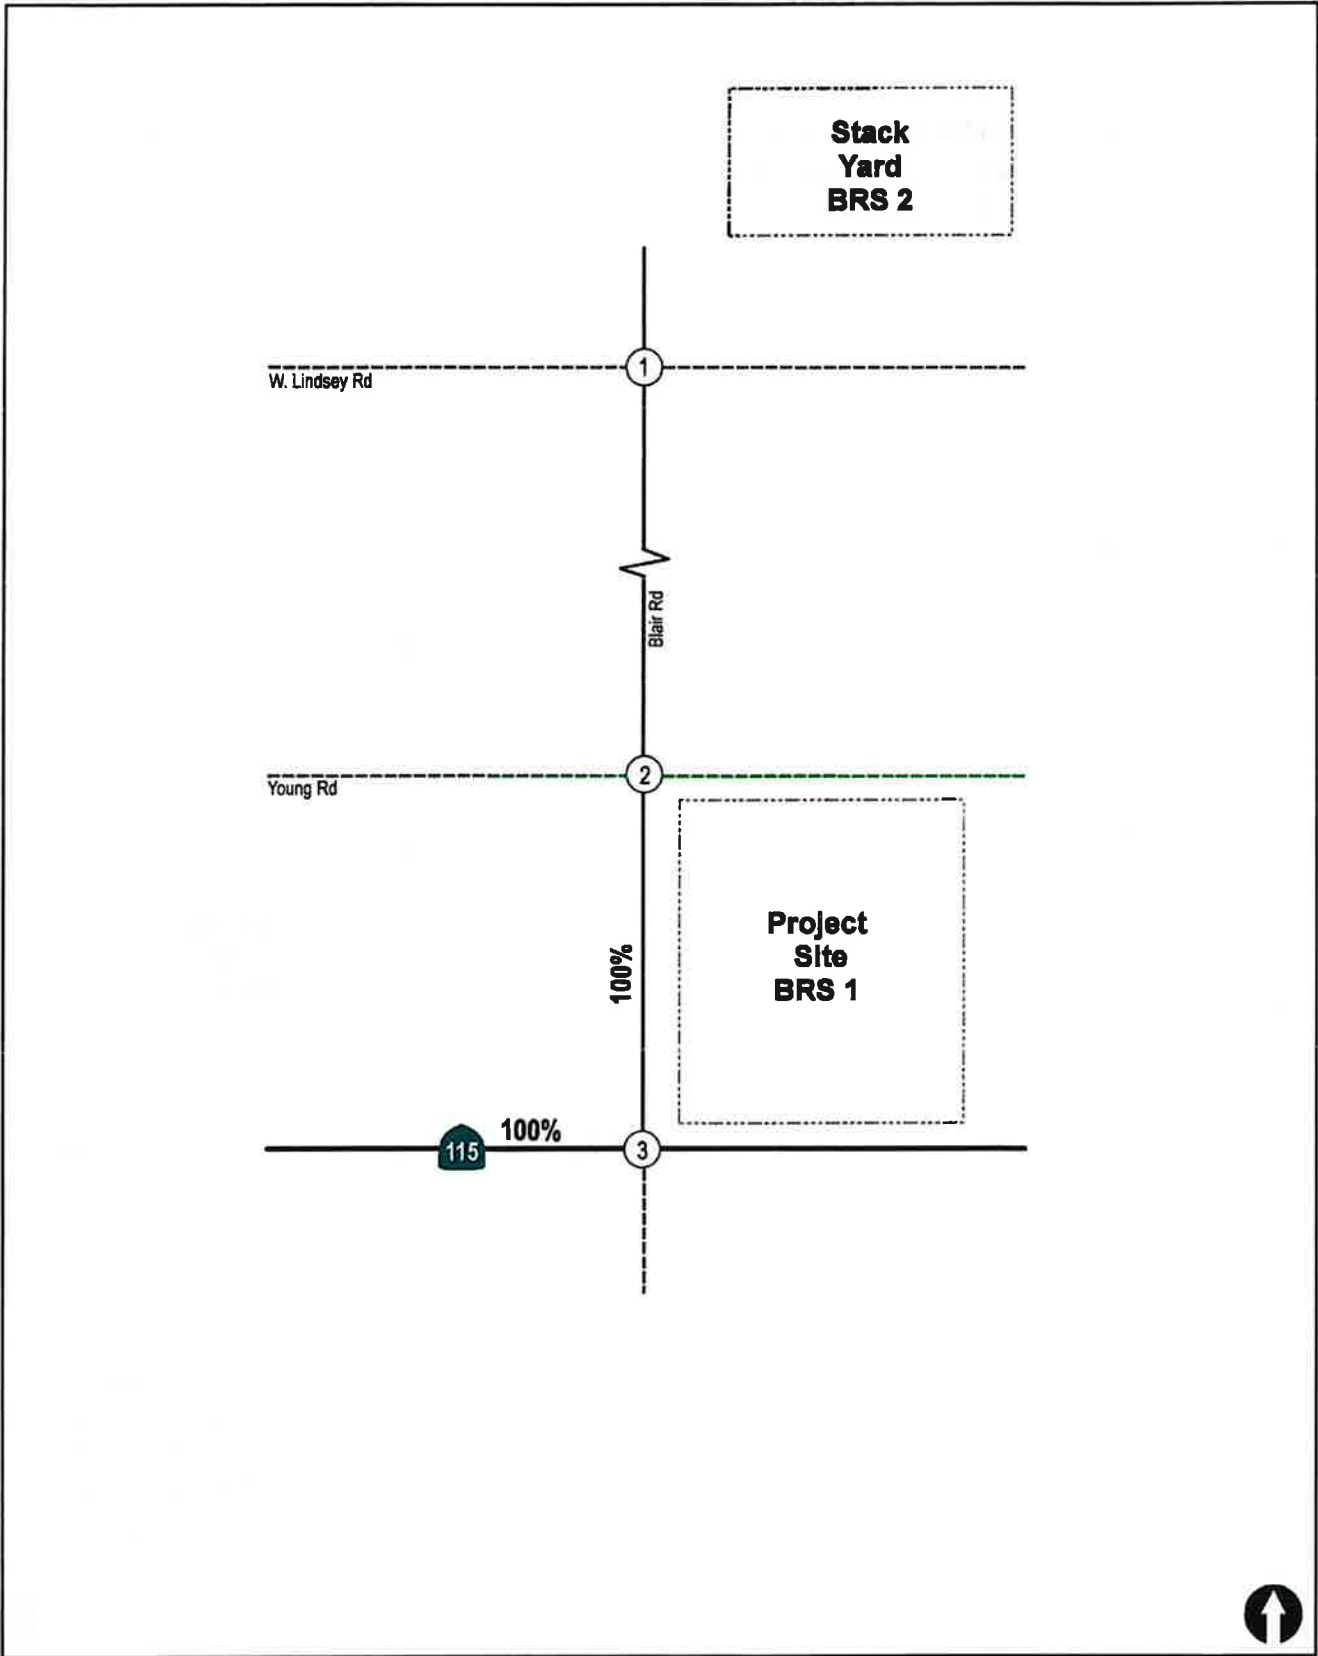 Stack
Yard
BRS 2
1
W. Lindsey Rd
Blair Rd
2
Young Rd
Project
Site
BRS 1
100%
100%
115
3